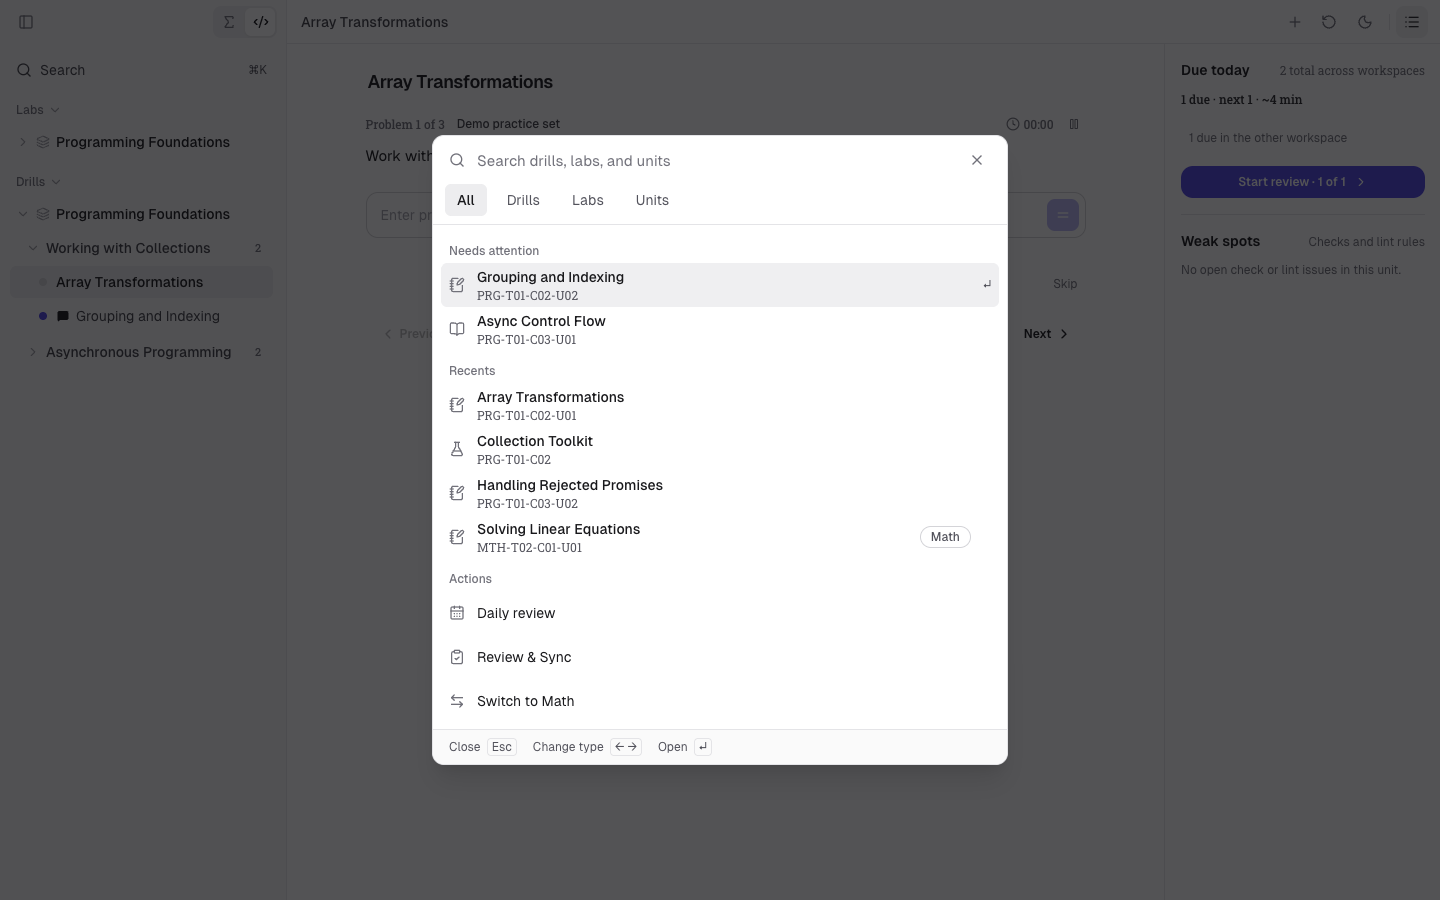 Array Transformations
Search
⌘K
Labs
Programming Foundations
Drills
Programming Foundations
Working with Collections 2
Array Transformations
Grouping and Indexing
Asynchronous Programming 2
Array Transformations
Problem 1 of 3 Demo practice set
00:00
Work with
Enter
Skip
Next
Search drills, labs, and units
All Drills Labs Units
Needs attention
Grouping and Indexing
PRG-T01-C02-U02
Async Control Flow
PRG-T01-C03-U01
Recents
Array Transformations
PRG-T01-C02-U01
Collection Toolkit
PRG-T01-C02
Handling Rejected Promises
PRG-T01-C03-U02
Solving Linear Equations
MTH-T02-C01-U01
Math
Actions
Daily review
Review & Sync
Switch to Math
Close Esc Change type ← → Open ↵
Due today 2 total across workspaces
1 due · next 1 · ~4 min
1 due in the other workspace
Start review · 1 of 1
Weak spots Checks and lint rules
No open check or lint issues in this unit.